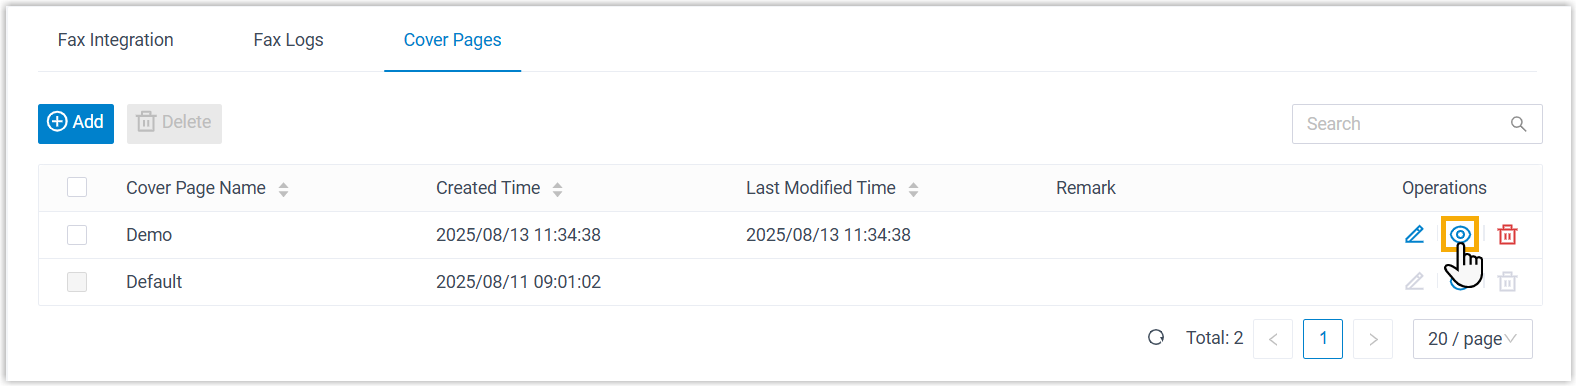 Fax Integration Fax Logs Cover Pages
Add Delete Search
Cover Page Name Created Time Last Modified Time Remark Operations
Demo 2025/08/13 11:34:38 2025/08/13 11:34:38
Default 2025/08/11 09:01:02
Total: 2 < 1 > 20 / page